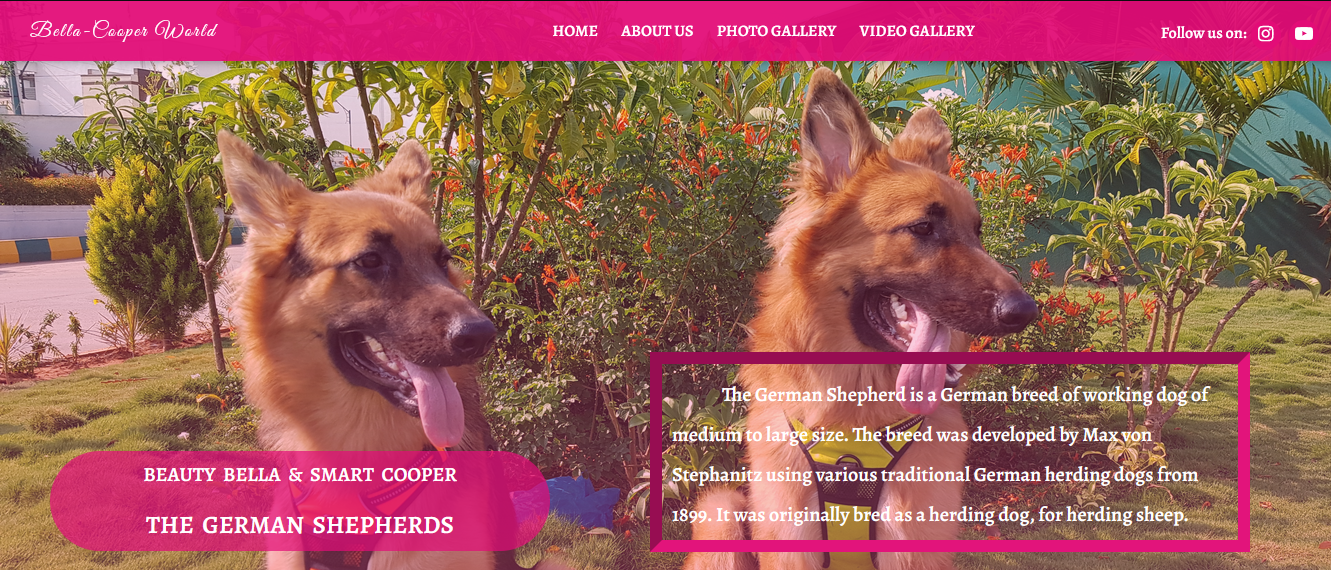 Bella-Cooper World
HOME ABOUT US PHOTO GALLERY VIDEO GALLERY
Follow us on:
BEAUTY BELLA & SMART COOPER
THE GERMAN SHEPHERDS
The German Shepherd is a German breed of working dog of
medium to large size. The breed was developed by Max von
Stephanitz using various traditional German herding dogs from
1899. It was originally bred as a herding dog, for herding sheep.